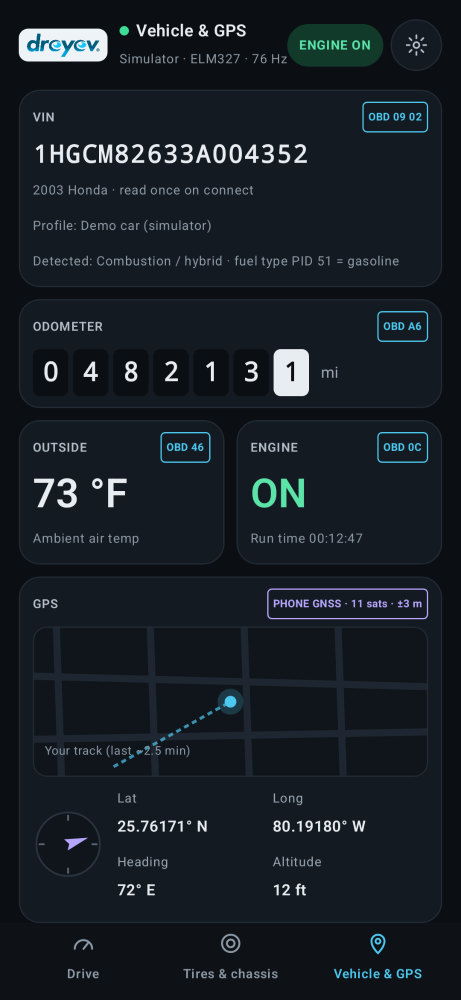 dreyev.
Vehicle & GPS
Simulator · ELM327 · 76 Hz
ENGINE ON
VIN
OBD 09 02
1HGCM82633A004352
2003 Honda · read once on connect
Profile: Demo car (simulator)
Detected: Combustion / hybrid · fuel type PID 51 = gasoline
ODOMETER
OBD A6
0 4 8 2 1 3 1 mi
OUTSIDE
OBD 46
73 °F
Ambient air temp
ENGINE
OBD 0C
ON
Run time 00:12:47
GPS
PHONE GNSS · 11 sats · ±3 m
Your track (last ~2.5 min)
Lat
25.76171° N
Long
80.19180° W
Heading
72° E
Altitude
12 ft
Drive
Tires & chassis
Vehicle & GPS